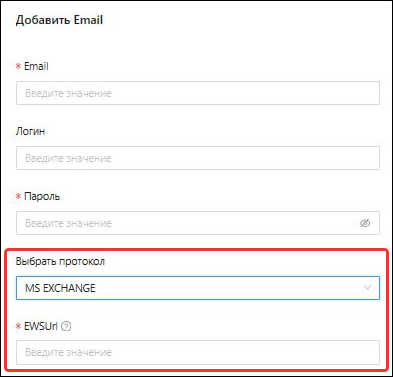 Добавить Email
* Email
Введите значение
Логин
Введите значение
* Пароль
Введите значение
Выбрать протокол
MS EXCHANGE
* EWSUrl ?
Введите значение